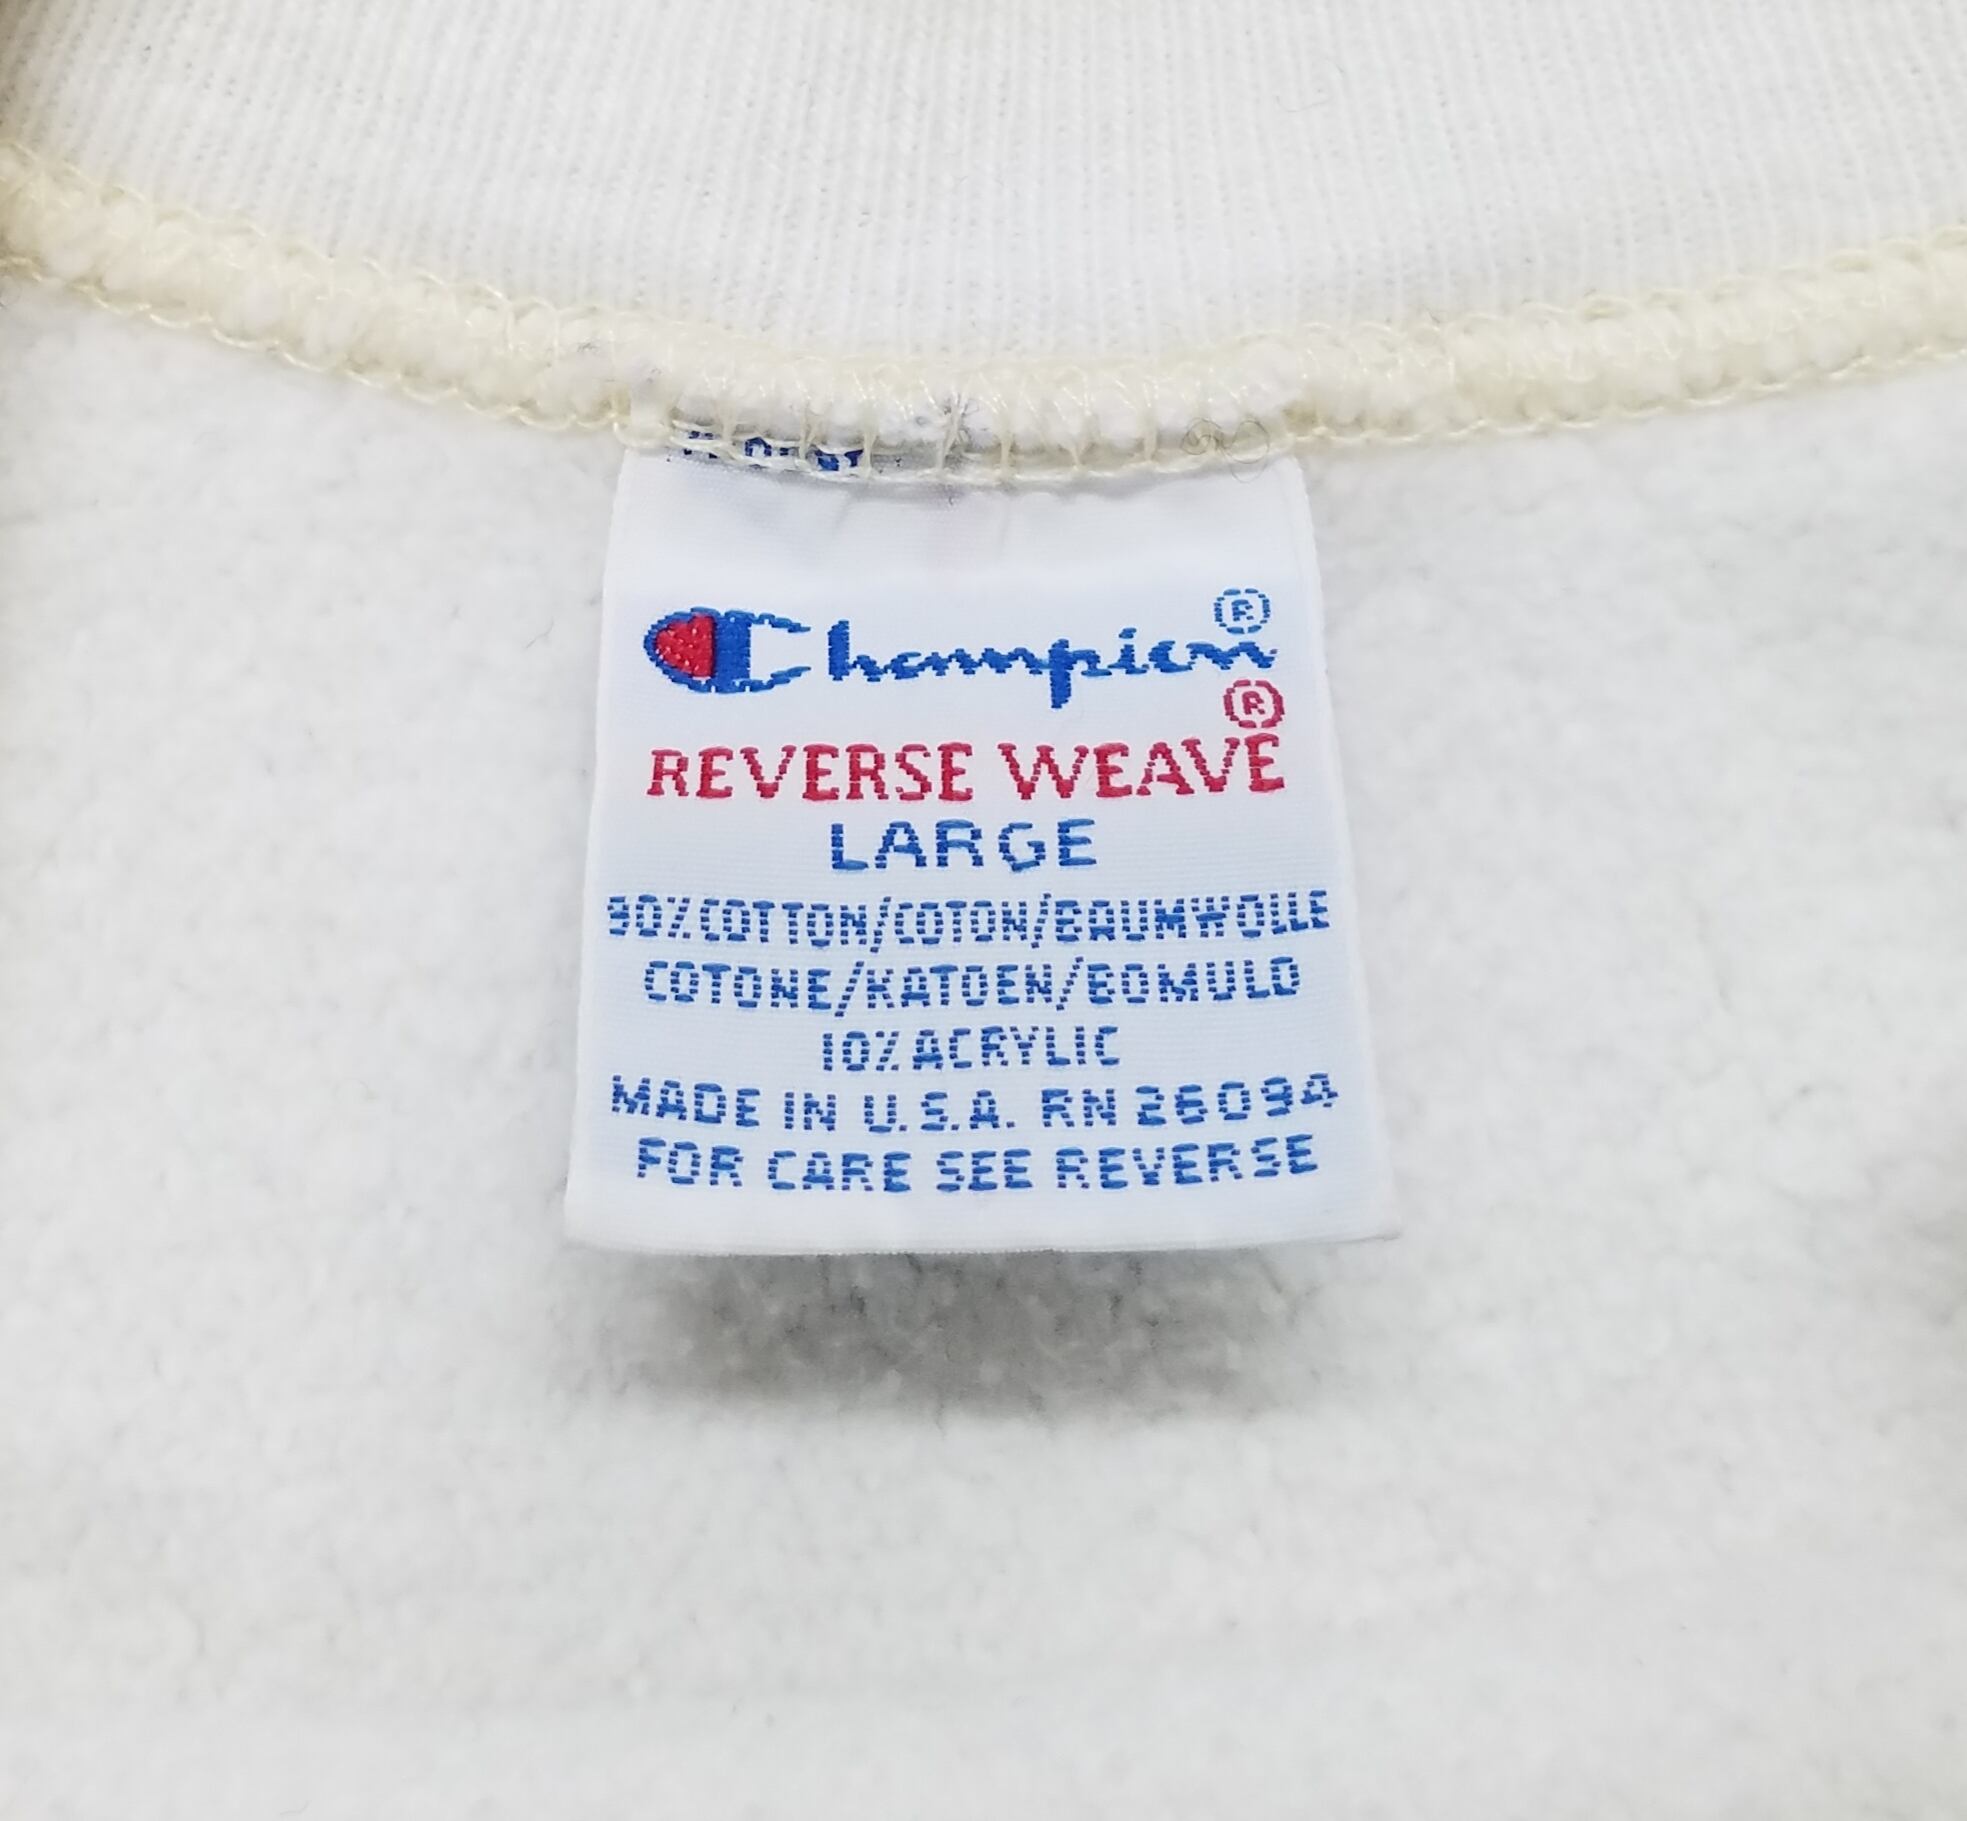 Champion®
REVERSE WEAVE®
LARGE
90% COTTON/COTON/BAUMWOLLE
COTONE/KATOEN/BOMULD
10% ACRYLIC
MADE IN U.S.A. RN 26094
FOR CARE SEE REVERSE